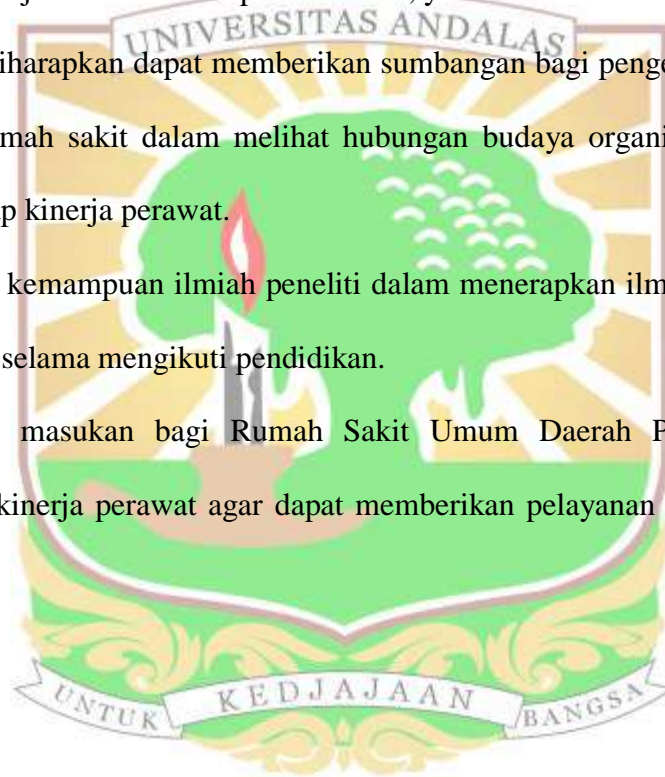 UNIVERSITAS ANDALAS
iharapkan dapat memberikan sumbangan bagi penge
mah sakit dalam melihat hubungan budaya organi
p kinerja perawat.
kemampuan ilmiah peneliti dalam menerapkan ilm
selama mengikuti pendidikan.
masukan bagi Rumah Sakit Umum Daerah P
kinerja perawat agar dapat memberikan pelayanan
UNTUK KEDJAJAAN BANGSA